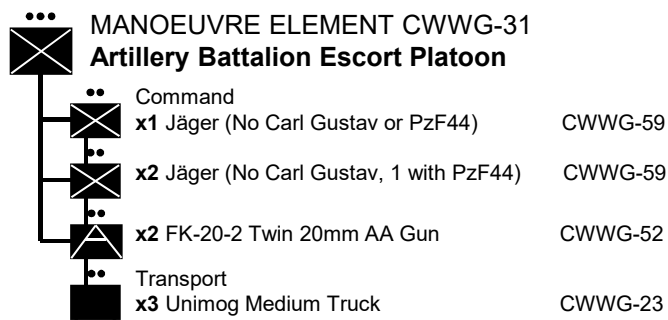 MANOEUVRE ELEMENT CWWG-31
Artillery Battalion Escort Platoon
Command
x1 Jäger (No Carl Gustav or PzF44) CWWG-59
x2 Jäger (No Carl Gustav, 1 with PzF44) CWWG-59
x2 FK-20-2 Twin 20mm AA Gun CWWG-52
Transport
x3 Unimog Medium Truck CWWG-23